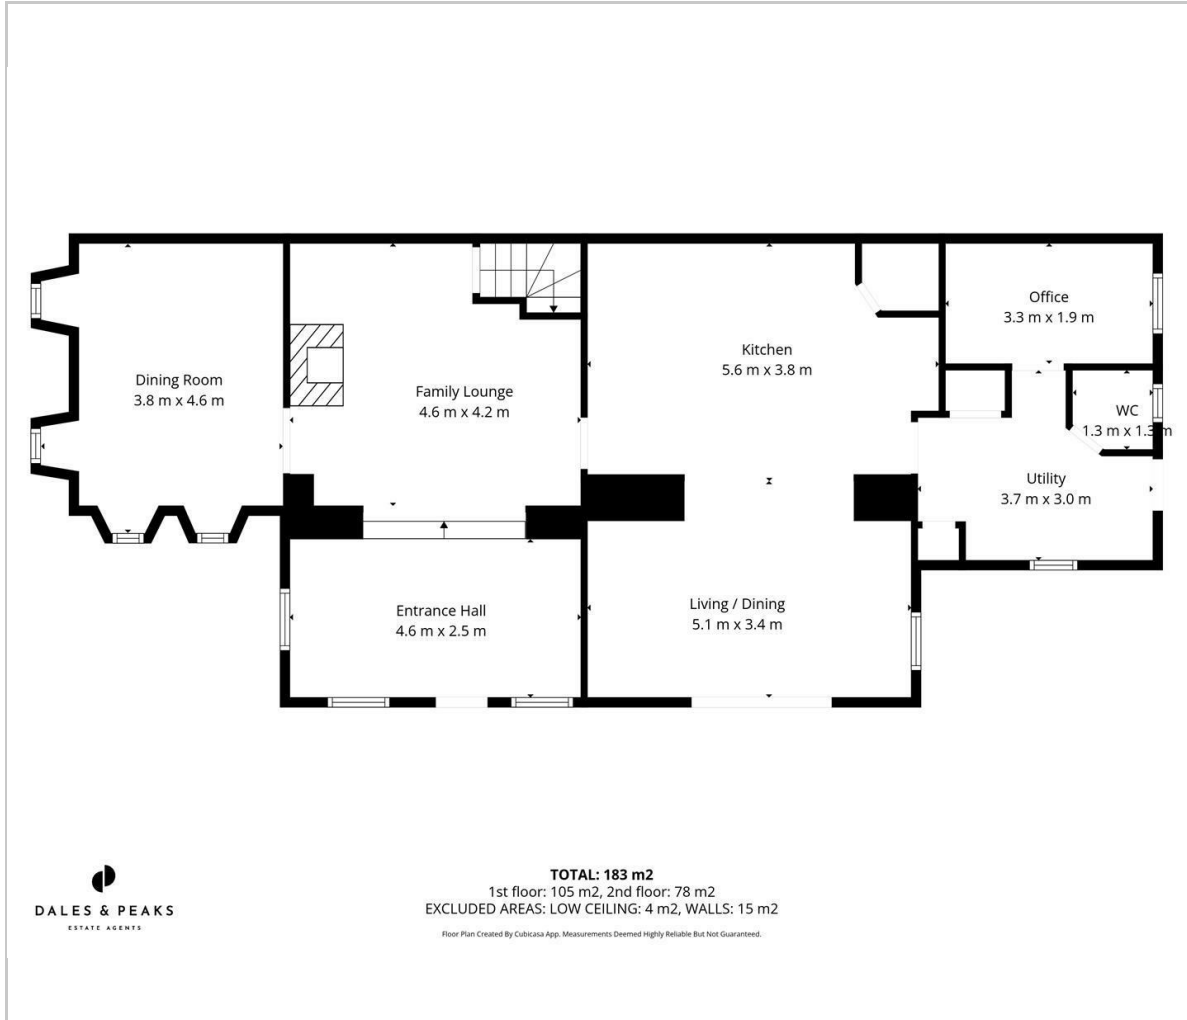 Dining Room
3.8 m x 4.6 m
Family Lounge
4.6 m x 4.2 m
Kitchen
5.6 m x 3.8 m
Office
3.3 m x 1.9 m
WC
1.3 m x 1.3 m
Utility
3.7 m x 3.0 m
Entrance Hall
4.6 m x 2.5 m
Living / Dining
5.1 m x 3.4 m
TOTAL: 183 m2
1st floor: 105 m2, 2nd floor: 78 m2
EXCLUDED AREAS: LOW CEILING: 4 m2, WALLS: 15 m2
Floor Plan Created By Cubicasa App. Measurements Deemed Highly Reliable But Not Guaranteed.
DALES & PEAKS
ESTATE AGENTS